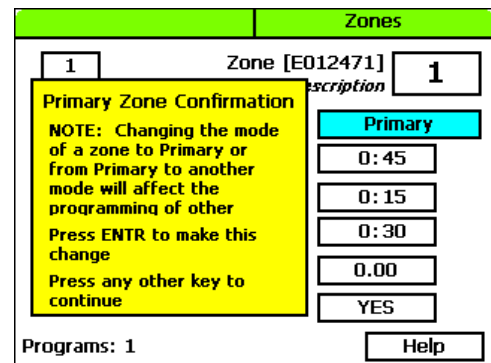 Zones
1
Zone [E012471]
1
scription
Primary Zone Confirmation
NOTE: Changing the mode
of a zone to Primary or
from Primary to another
mode will affect the
programming of other
Press ENTR to make this
change
Press any other key to
continue
Primary
0:45
0:15
0:30
0.00
YES
Programs: 1
Help